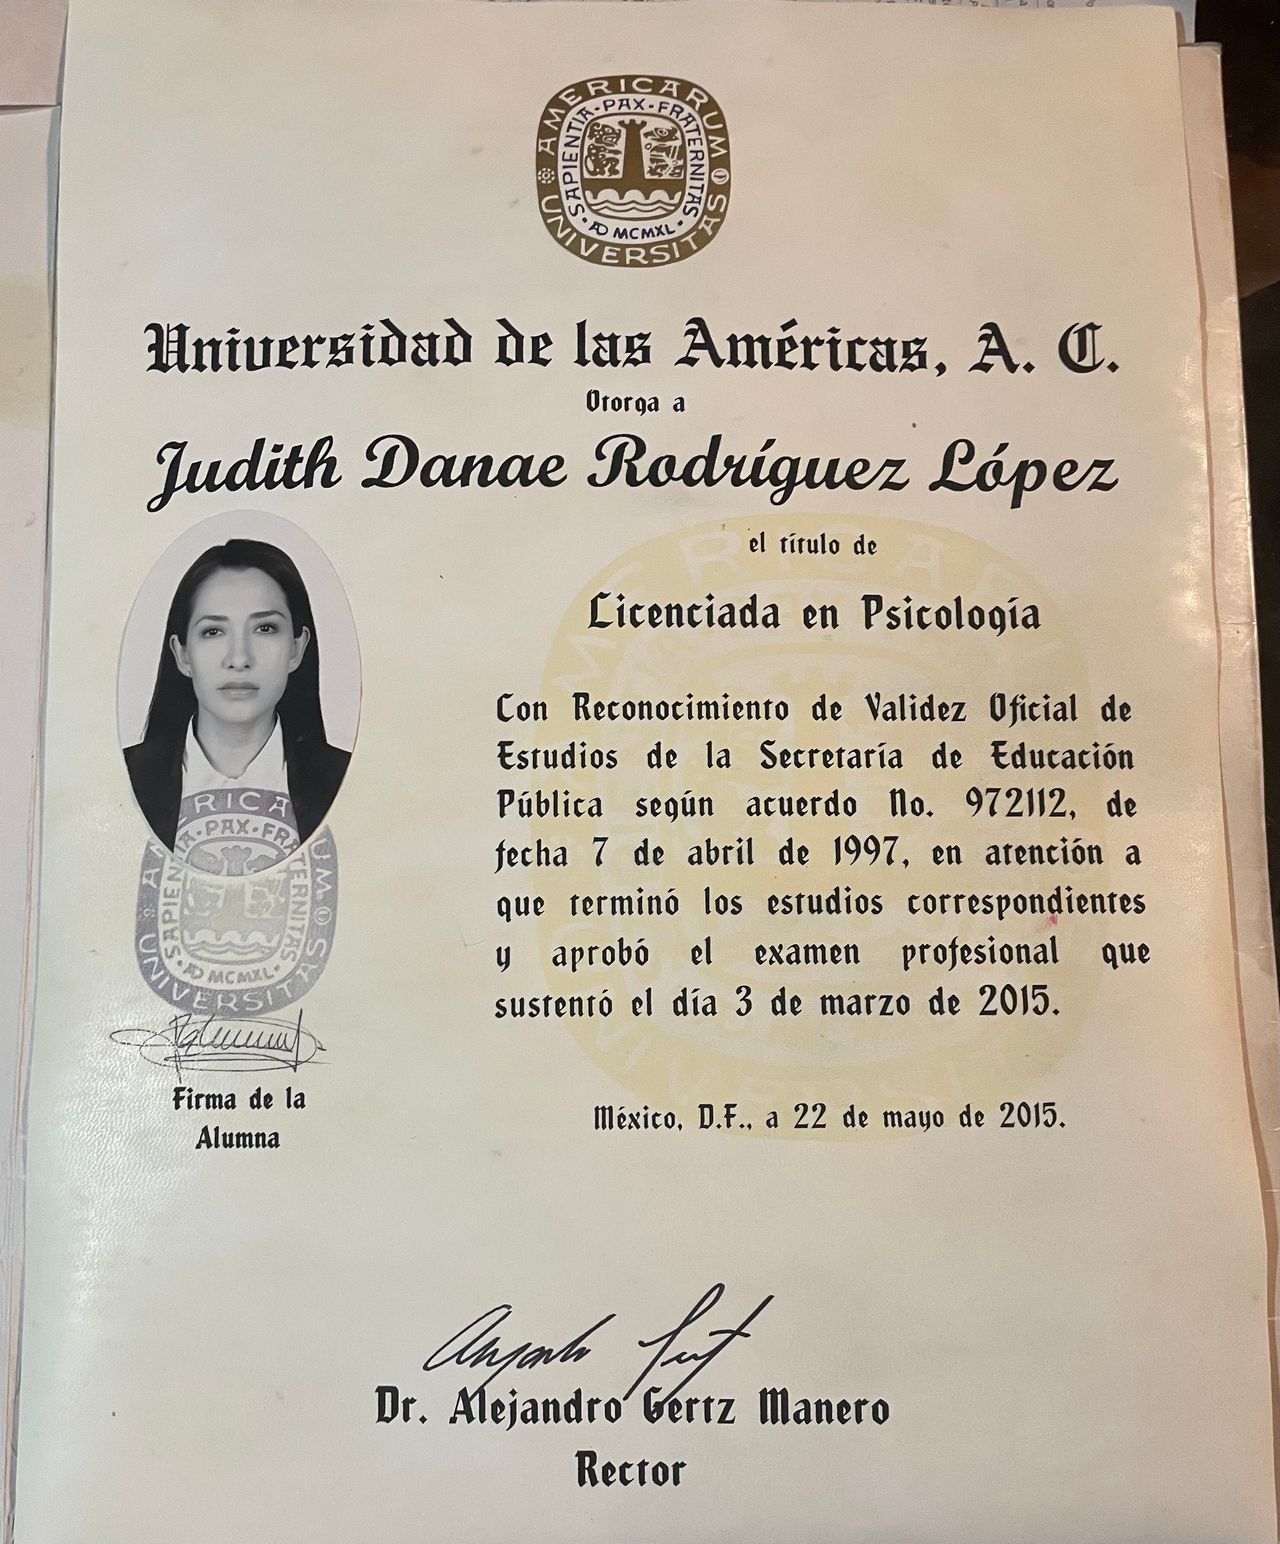 AMERICARUM UNIVERSITAS
SAPIENTIA·PAX·FRATERNITAS
AD MCMXL
Universidad de las Américas, A. C.
Otorga a
Judith Danae Rodríguez López
el título de
Licenciada en Psicología
Con Reconocimiento de Validez Oficial de
Estudios de la Secretaría de Educación
Pública según acuerdo No. 972112, de
fecha 7 de abril de 1997, en atención a
que terminó los estudios correspondientes
y aprobó el examen profesional que
sustentó el día 3 de marzo de 2015.
Firma de la
Alumna
México, D.F., a 22 de mayo de 2015.
Dr. Alejandro Gertz Manero
Rector